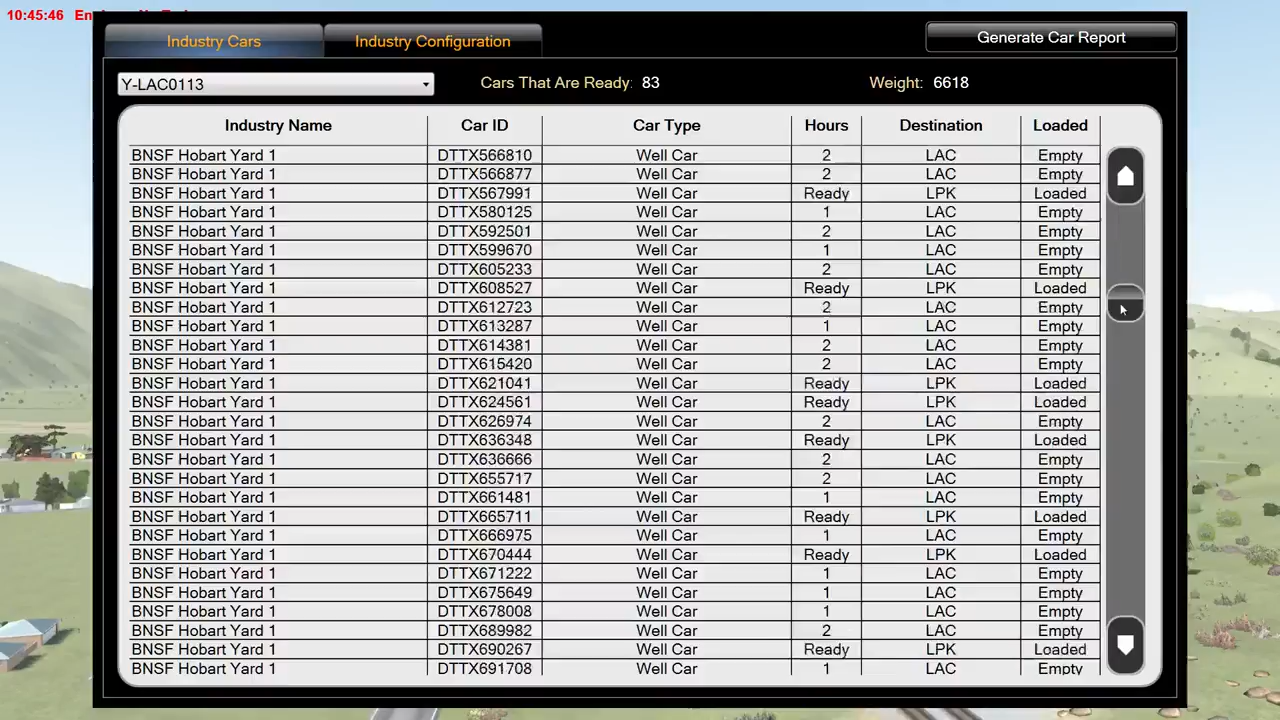 10:45:46 En
Industry Cars Industry Configuration Generate Car Report
Y-LAC0113 Cars That Are Ready: 83 Weight: 6618
Industry Name Car ID Car Type Hours Destination Loaded
BNSF Hobart Yard 1 DTTX566810 Well Car 2 LAC Empty
BNSF Hobart Yard 1 DTTX566877 Well Car 2 LAC Empty
BNSF Hobart Yard 1 DTTX567991 Well Car Ready LPK Loaded
BNSF Hobart Yard 1 DTTX580125 Well Car 1 LAC Empty
BNSF Hobart Yard 1 DTTX592501 Well Car 2 LAC Empty
BNSF Hobart Yard 1 DTTX599670 Well Car 1 LAC Empty
BNSF Hobart Yard 1 DTTX605233 Well Car 2 LAC Empty
BNSF Hobart Yard 1 DTTX608527 Well Car Ready LPK Loaded
BNSF Hobart Yard 1 DTTX612723 Well Car 2 LAC Empty
BNSF Hobart Yard 1 DTTX613287 Well Car 1 LAC Empty
BNSF Hobart Yard 1 DTTX614381 Well Car 2 LAC Empty
BNSF Hobart Yard 1 DTTX615420 Well Car 2 LAC Empty
BNSF Hobart Yard 1 DTTX621041 Well Car Ready LPK Loaded
BNSF Hobart Yard 1 DTTX624561 Well Car Ready LPK Loaded
BNSF Hobart Yard 1 DTTX626974 Well Car 2 LAC Empty
BNSF Hobart Yard 1 DTTX636348 Well Car Ready LPK Loaded
BNSF Hobart Yard 1 DTTX636666 Well Car 2 LAC Empty
BNSF Hobart Yard 1 DTTX655717 Well Car 2 LAC Empty
BNSF Hobart Yard 1 DTTX661481 Well Car 1 LAC Empty
BNSF Hobart Yard 1 DTTX665711 Well Car Ready LPK Loaded
BNSF Hobart Yard 1 DTTX666975 Well Car 1 LAC Empty
BNSF Hobart Yard 1 DTTX670444 Well Car Ready LPK Loaded
BNSF Hobart Yard 1 DTTX671222 Well Car 1 LAC Empty
BNSF Hobart Yard 1 DTTX675649 Well Car 1 LAC Empty
BNSF Hobart Yard 1 DTTX678008 Well Car 1 LAC Empty
BNSF Hobart Yard 1 DTTX689982 Well Car 2 LAC Empty
BNSF Hobart Yard 1 DTTX690267 Well Car Ready LPK Loaded
BNSF Hobart Yard 1 DTTX691708 Well Car 1 LAC Empty